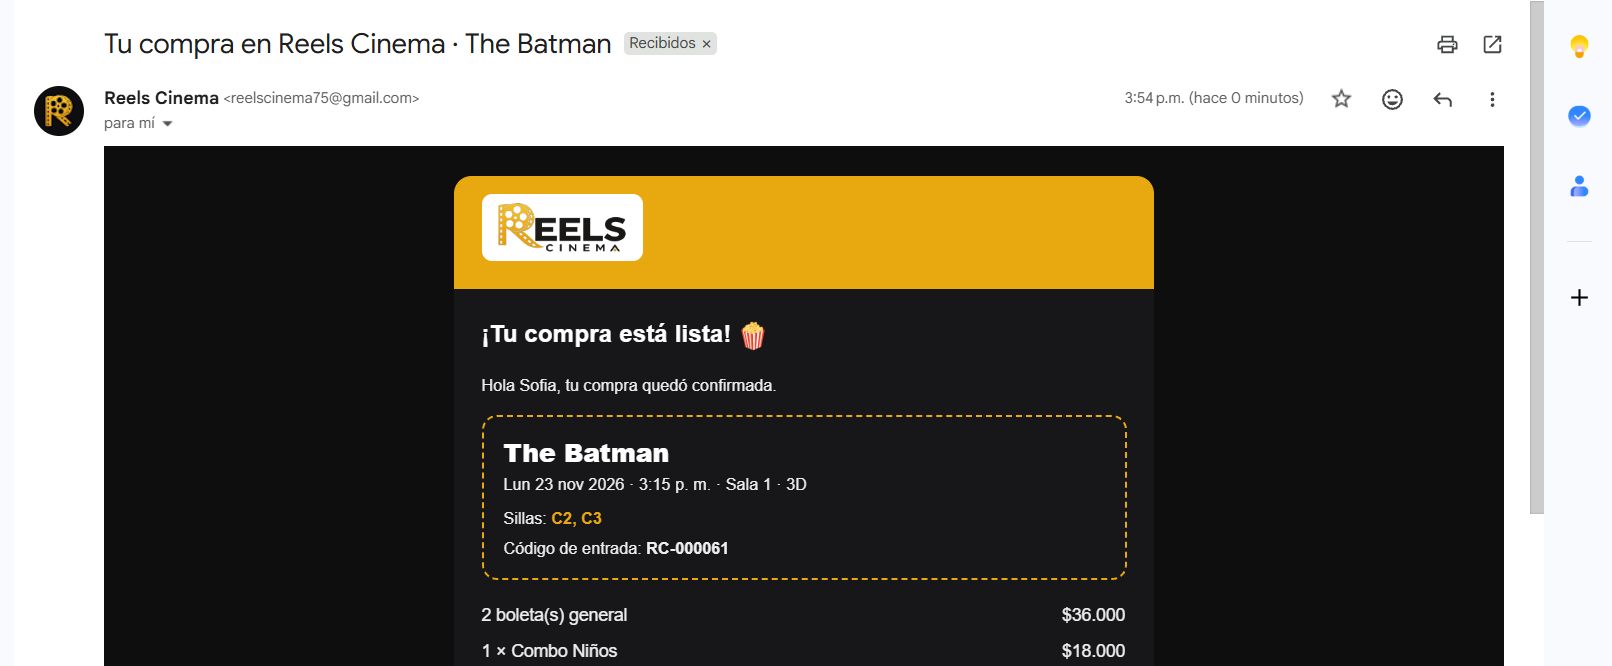 Tu compra en Reels Cinema · The Batman Recibidos ×
Reels Cinema <reelscinema75@gmail.com> 3:54 p.m. (hace 0 minutos)
para mí
REELS
CINEMA
¡Tu compra está lista! 🍿
Hola Sofia, tu compra quedó confirmada.
The Batman
Lun 23 nov 2026 · 3:15 p. m. · Sala 1 · 3D
Sillas: C2, C3
Código de entrada: RC-000061
2 boleta(s) general $36.000
1 × Combo Niños $18.000